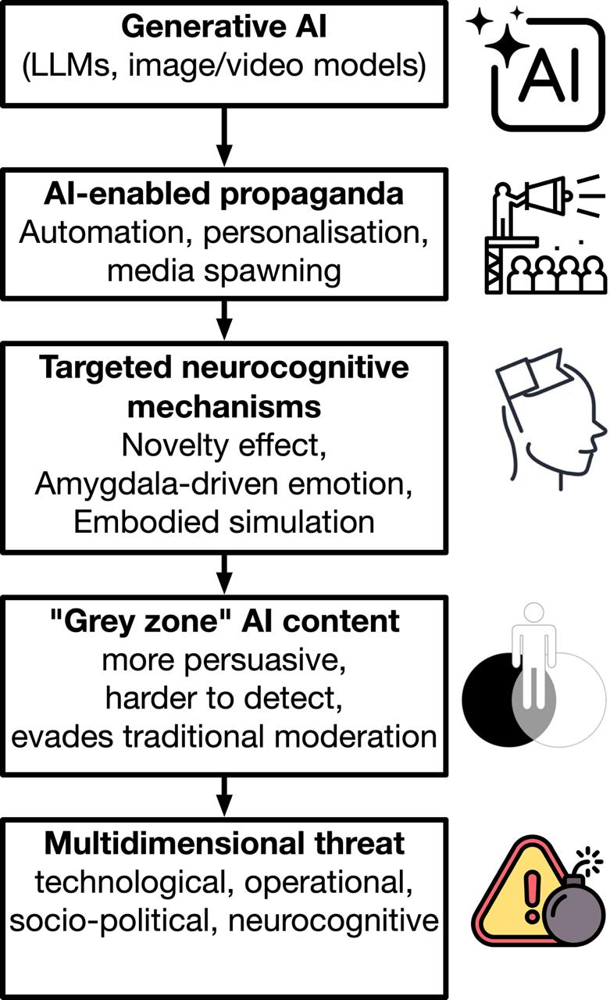 Generative AI
(LLMs, image/video models)
AI
AI-enabled propaganda
Automation, personalisation,
media spawning
Targeted neurocognitive
mechanisms
Novelty effect,
Amygdala-driven emotion,
Embodied simulation
"Grey zone" AI content
more persuasive,
harder to detect,
evades traditional moderation
Multidimensional threat
technological, operational,
socio-political, neurocognitive